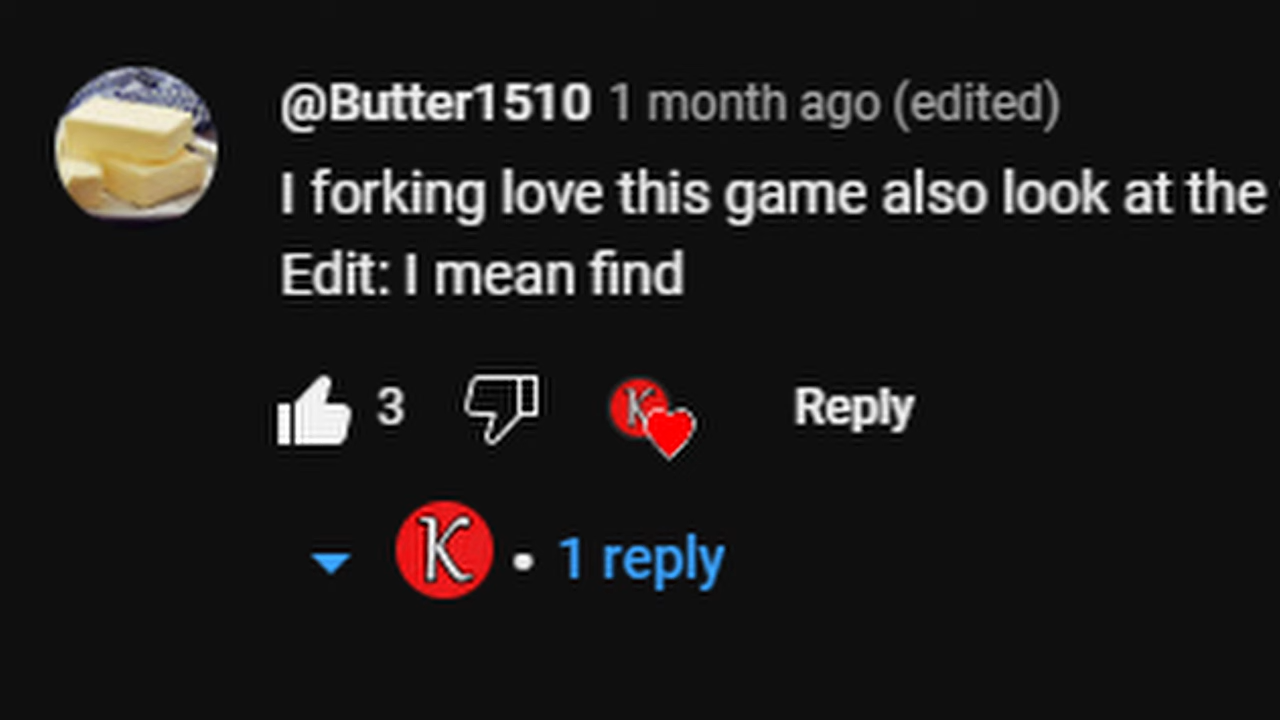 @Butter1510 1 month ago (edited)
I forking love this game also look at the
Edit: I mean find
3 K Reply
K • 1 reply